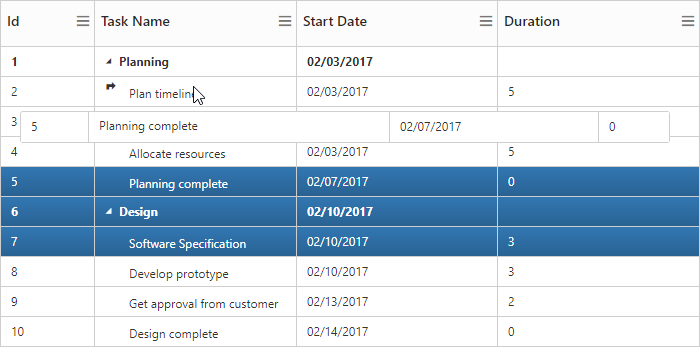 Id Task Name Start Date Duration
1 Planning 02/03/2017
2 Plan timeline 02/03/2017 5
3
5 Planning complete 02/07/2017 0
4 Allocate resources 02/03/2017 5
5 Planning complete 02/07/2017 0
6 Design 02/10/2017
7 Software Specification 02/10/2017 3
8 Develop prototype 02/10/2017 3
9 Get approval from customer 02/13/2017 2
10 Design complete 02/14/2017 0